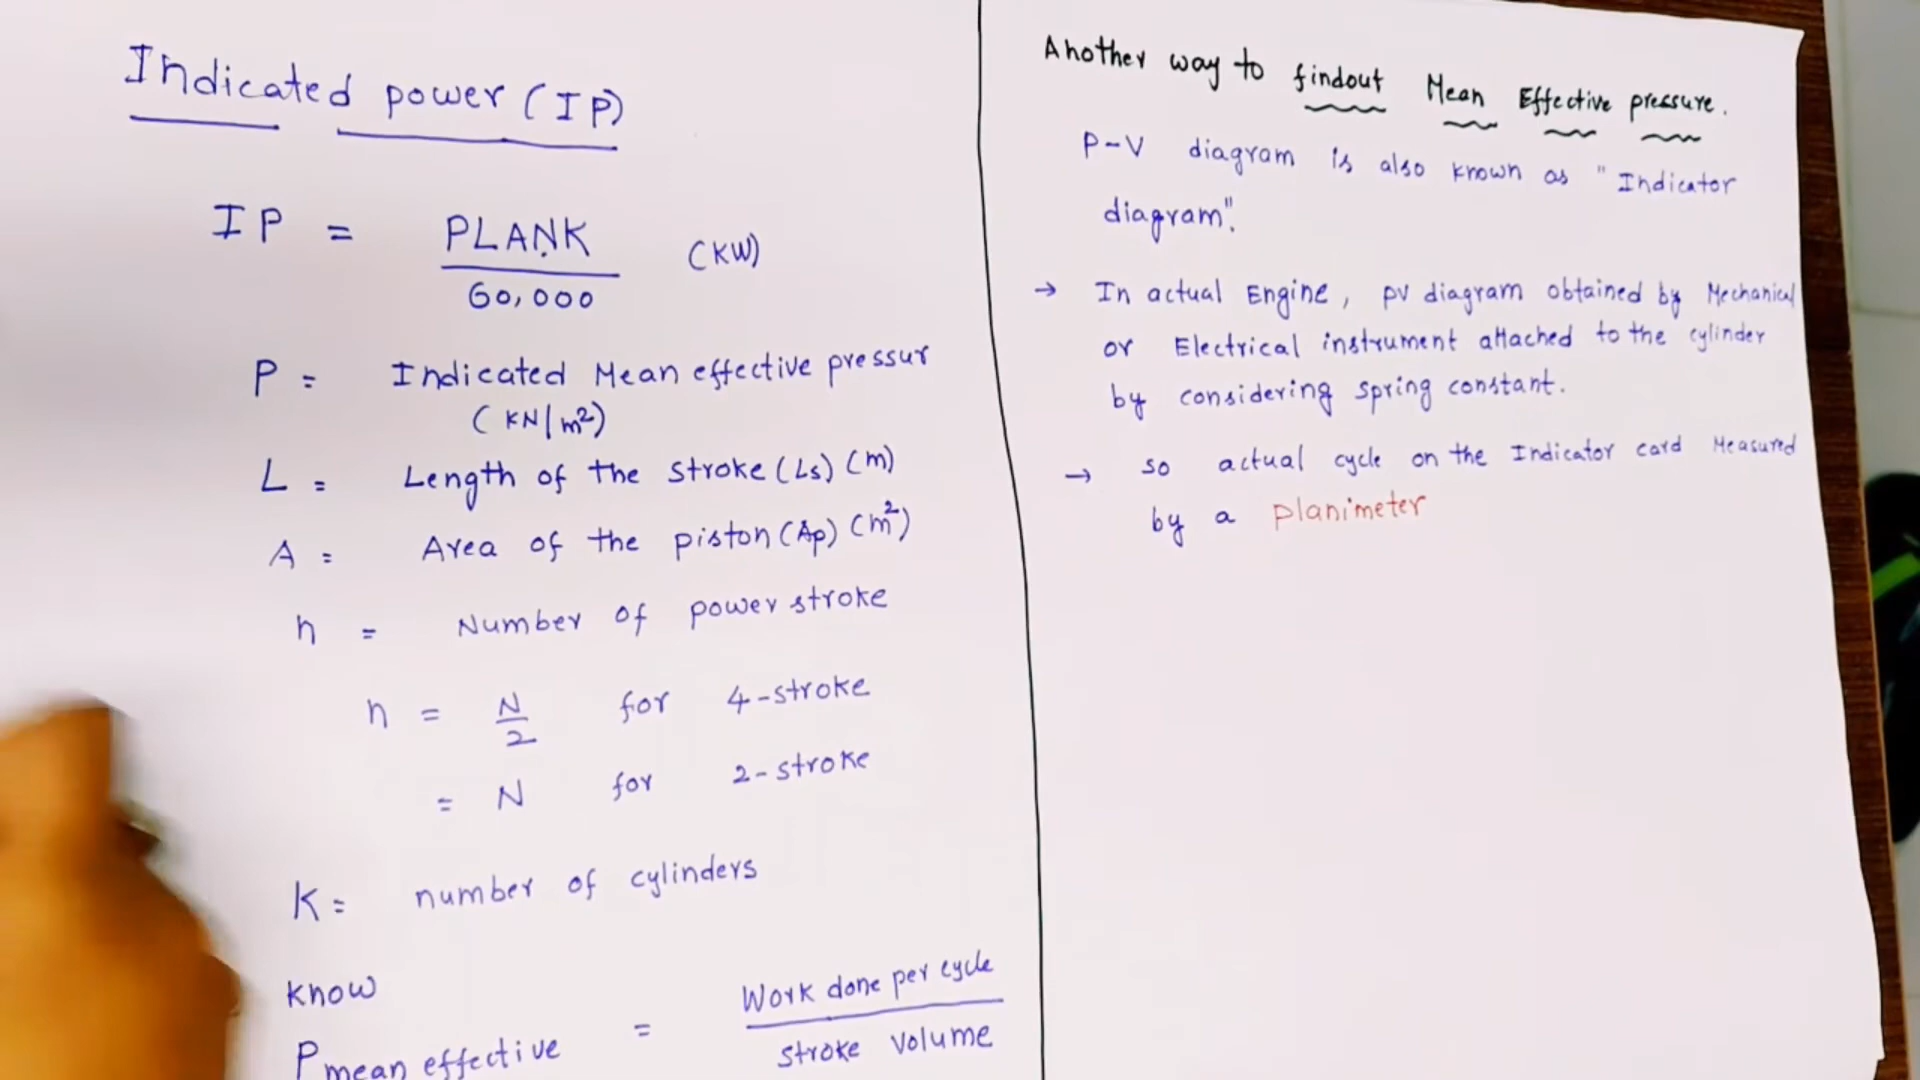 Indicated power (IP)
IP = PLANK / 60,000 (KW)
P = Indicated Mean effective pressur
(KN/m²)
L = Length of the stroke (Ls) (m)
A = Area of the piston (Ap) (m²)
n = Number of power stroke
n = N/2 for 4-stroke
= N for 2-stroke
K = number of cylinders
know
P mean effective = Work done per cycle / stroke volume
Another way to findout Mean Effective pressure.
P-V diagram is also known as "Indicator
diagram".
→ In actual Engine, pv diagram obtained by Mechanical
or Electrical instrument attached to the cylinder
by considering spring constant.
→ so actual cycle on the Indicator card Measured
by a planimeter